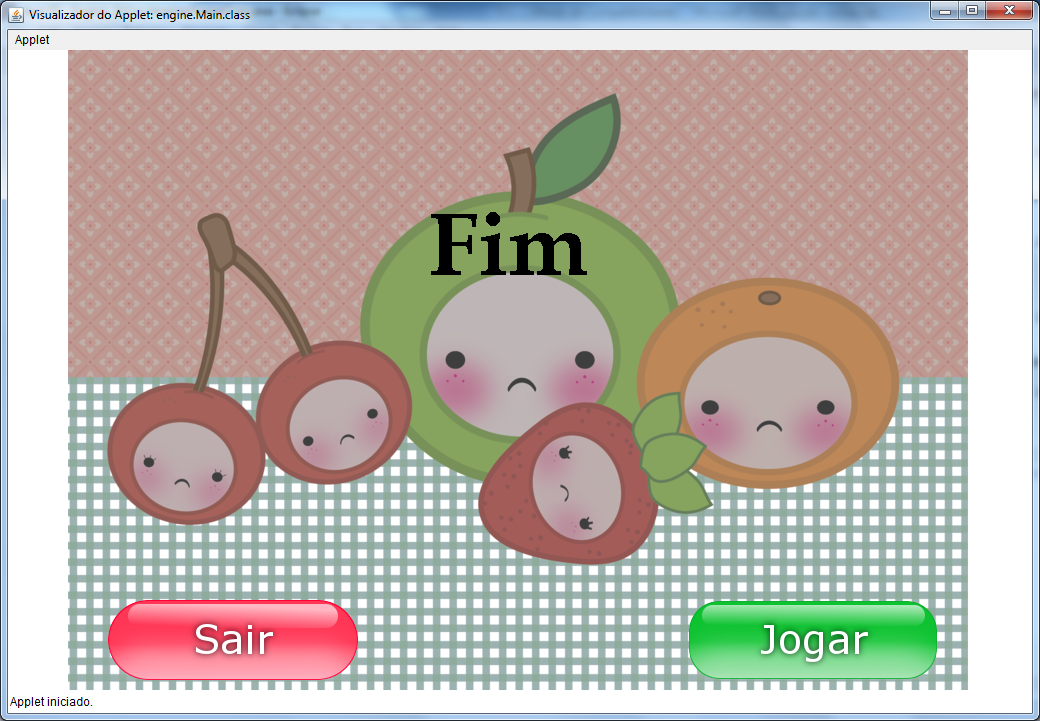 Visualizador do Applet: engine.Main.class
Applet
Fim
Sair
Jogar
Applet iniciado.